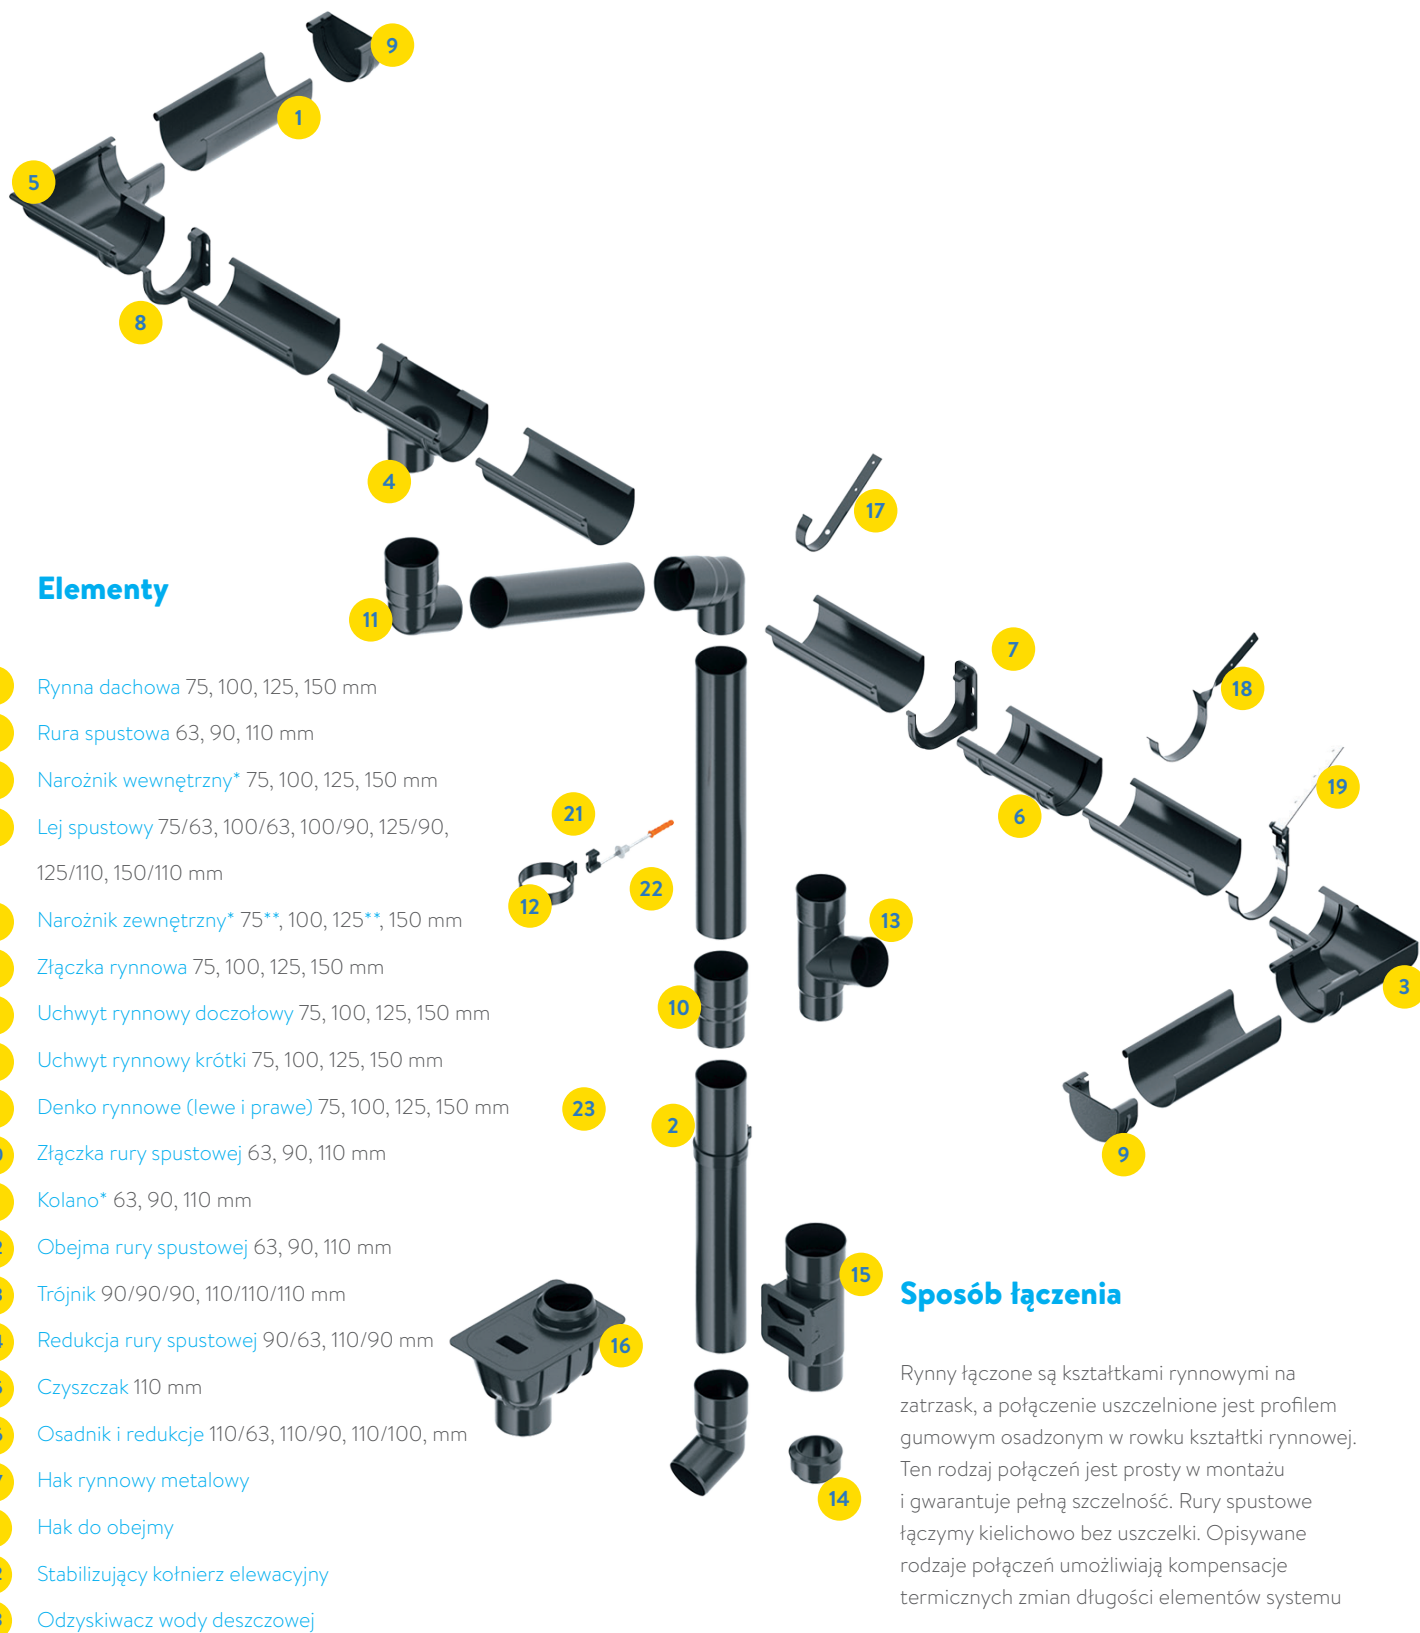 9
1
5
8
4
17
11
7
18
19
6
21
22
12
13
10
3
23
2
9
15
16
14
Elementy
Rynna dachowa 75, 100, 125, 150 mm
Rura spustowa 63, 90, 110 mm
Narożnik wewnętrzny* 75, 100, 125, 150 mm
Lej spustowy 75/63, 100/63, 100/90, 125/90,
125/110, 150/110 mm
Narożnik zewnętrzny* 75**, 100, 125**, 150 mm
Złączka rynnowa 75, 100, 125, 150 mm
Uchwyt rynnowy doczołowy 75, 100, 125, 150 mm
Uchwyt rynnowy krótki 75, 100, 125, 150 mm
Denko rynnowe (lewe i prawe) 75, 100, 125, 150 mm
Złączka rury spustowej 63, 90, 110 mm
Kolano* 63, 90, 110 mm
Obejma rury spustowej 63, 90, 110 mm
Trójnik 90/90/90, 110/110/110 mm
Redukcja rury spustowej 90/63, 110/90 mm
Czyszczak 110 mm
Osadnik i redukcje 110/63, 110/90, 110/100, mm
Hak rynnowy metalowy
Hak do obejmy
Stabilizujący kołnierz elewacyjny
Odzyskiwacz wody deszczowej
Sposób łączenia
Rynny łączone są kształtkami rynnowymi na
zatrzask, a połączenie uszczelnione jest profilem
gumowym osadzonym w rowku kształtki rynnowej.
Ten rodzaj połączeń jest prosty w montażu
i gwarantuje pełną szczelność. Rury spustowe
łączymy kielichowo bez uszczelki. Opisywane
rodzaje połączeń umożliwiają kompensacje
termicznych zmian długości elementów systemu